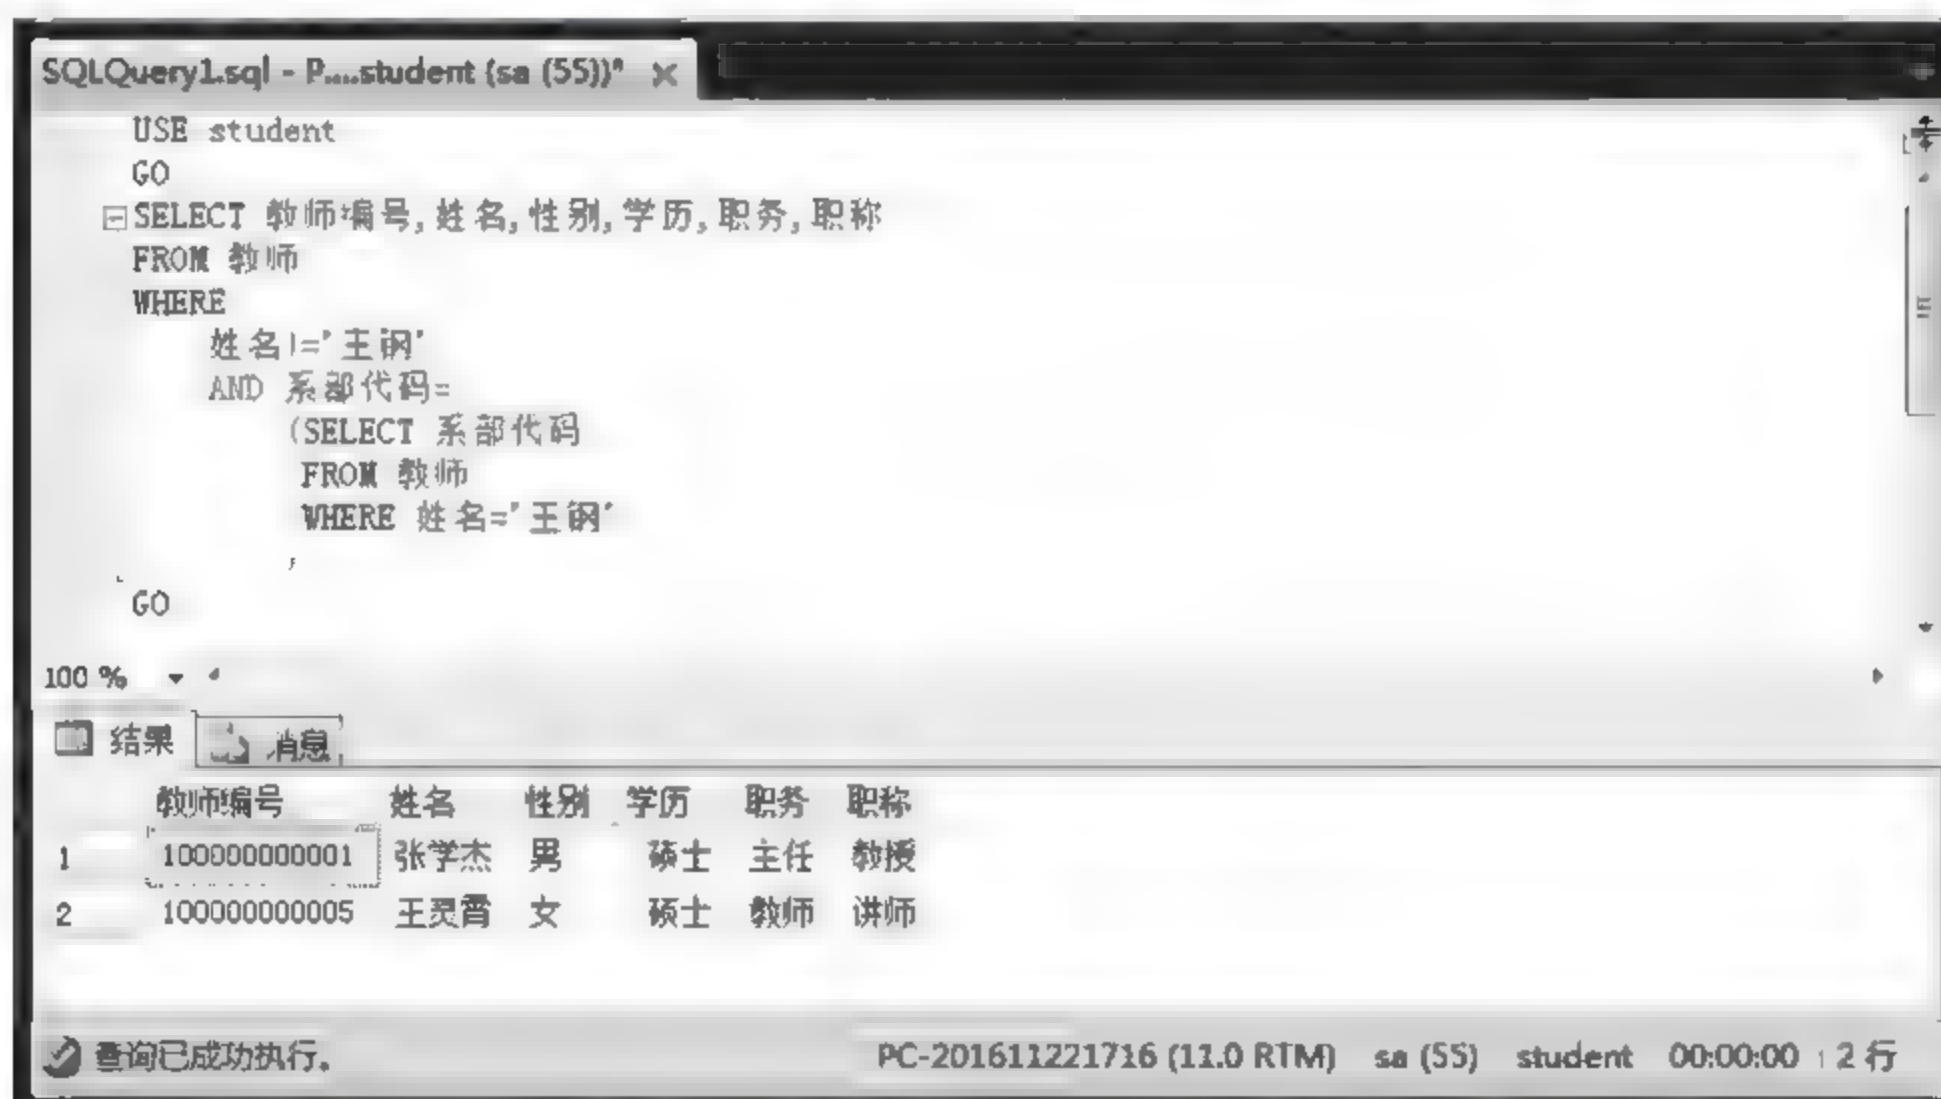 SQLQuery1.sql - P....student (sa (55))* ×
USE student
GO
SELECT 教师编号,姓名,性别,学历,职务,职称
FROM 教师
WHERE
姓名!='王钢'
AND 系部代码=
(SELECT 系部代码
FROM 教师
WHERE 姓名='王钢'
)
GO
100 %
结果 消息
教师编号 姓名 性别 学历 职务 职称
1 100000000001 张学杰 男 硕士 主任 教授
2 100000000005 王灵霄 女 硕士 教师 讲师
查询已成功执行。 PC-201611221716 (11.0 RTM) sa (55) student 00:00:00 2 行